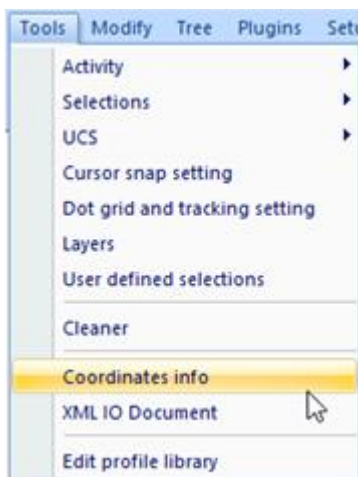 Tools Modify Tree Plugins
Activity
Selections
UCS
Cursor snap setting
Dot grid and tracking setting
Layers
User defined selections
Cleaner
Coordinates info
XML IO Document
Edit profile library